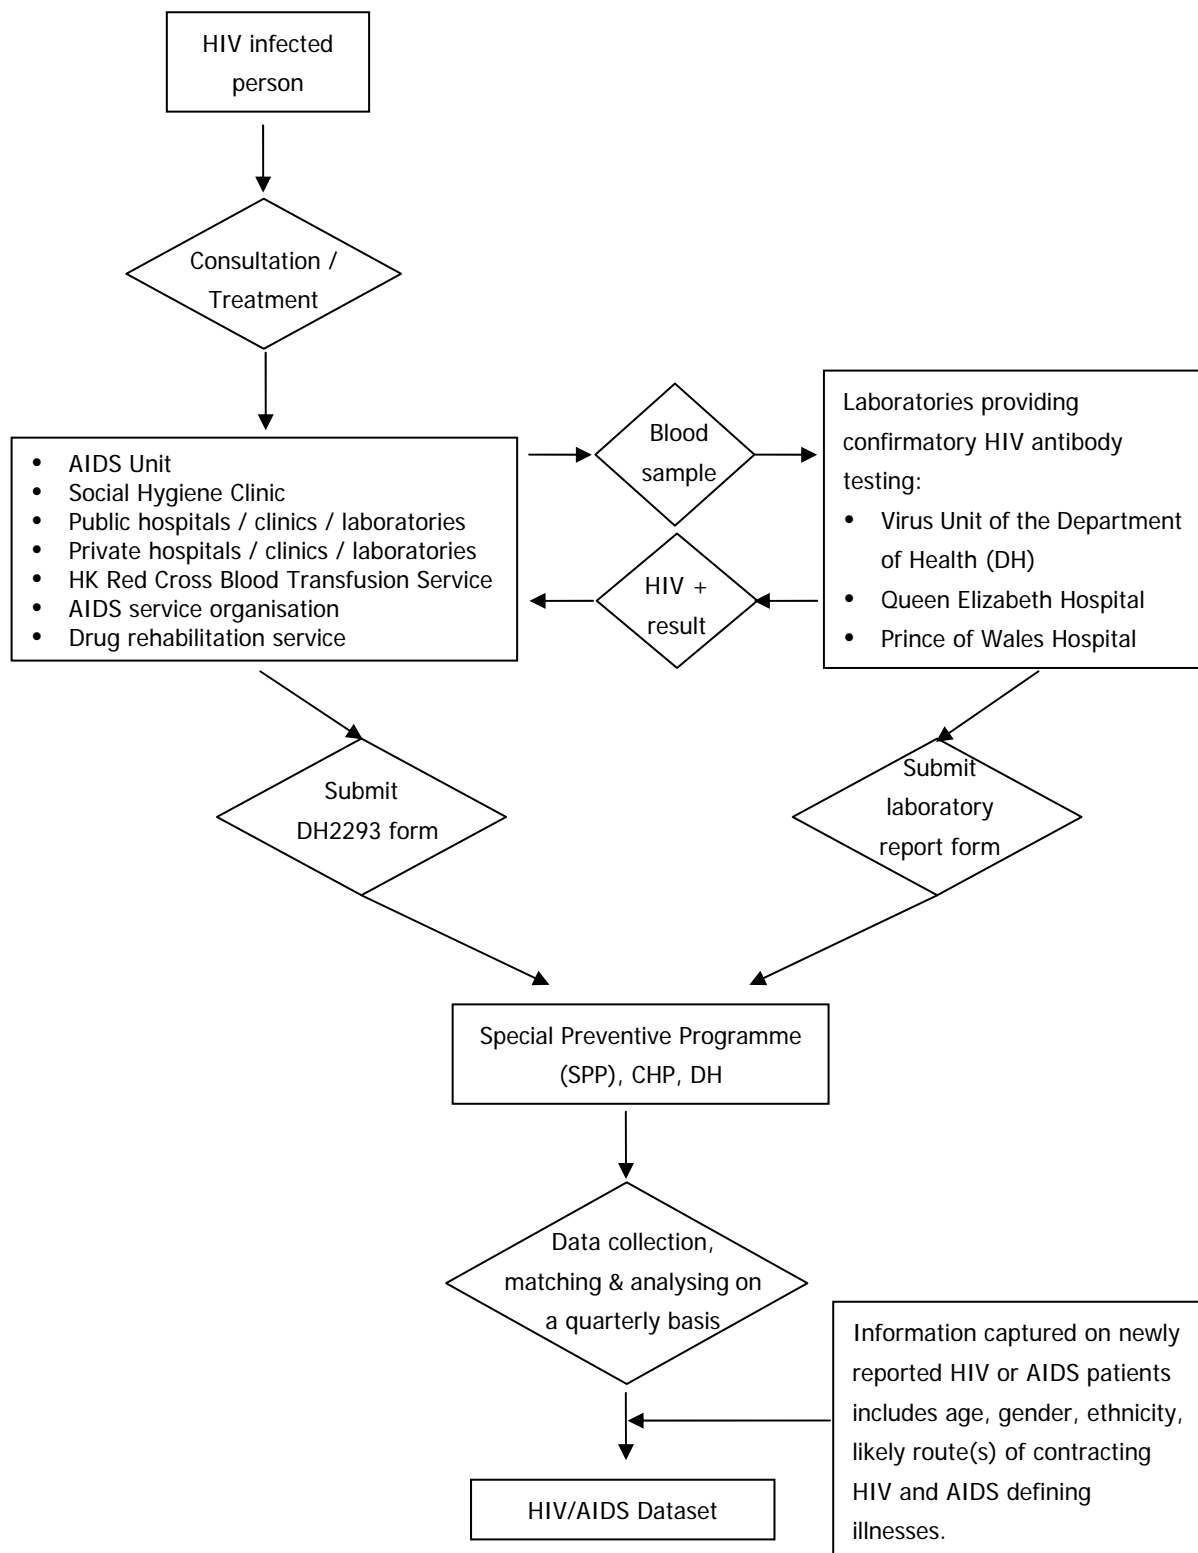 HIV infected
person
Consultation /
Treatment
• AIDS Unit
• Social Hygiene Clinic
• Public hospitals / clinics / laboratories
• Private hospitals / clinics / laboratories
• HK Red Cross Blood Transfusion Service
• AIDS service organisation
• Drug rehabilitation service
Blood
sample
HIV +
result
Laboratories providing
confirmatory HIV antibody
testing:
• Virus Unit of the Department
of Health (DH)
• Queen Elizabeth Hospital
• Prince of Wales Hospital
Submit
DH2293 form
Submit
laboratory
report form
Special Preventive Programme
(SPP), CHP, DH
Data collection,
matching & analysing on
a quarterly basis
Information captured on newly
reported HIV or AIDS patients
includes age, gender, ethnicity,
likely route(s) of contracting
HIV and AIDS defining
illnesses.
HIV/AIDS Dataset